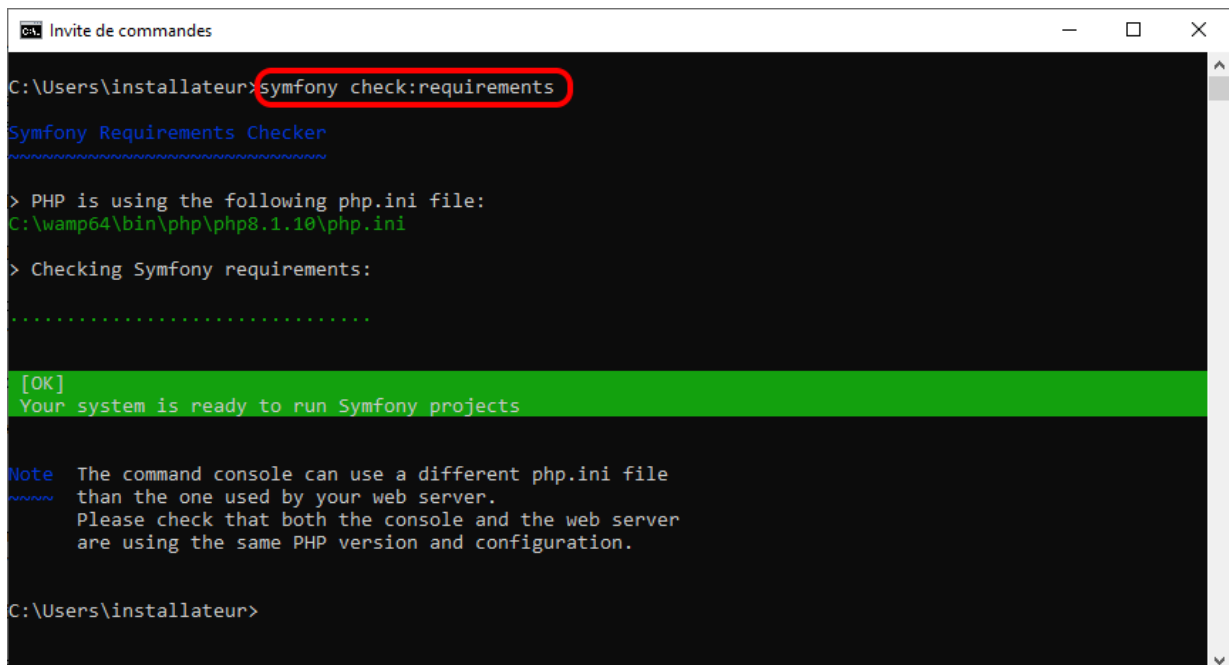 Invite de commandes
C:\Users\installateur>symfony check:requirements
Symfony Requirements Checker
~~~~~~~~~~~~~~~~~~~~~~~~~~~~
> PHP is using the following php.ini file:
C:\wamp64\bin\php\php8.1.10\php.ini
> Checking Symfony requirements:
................................
[OK]
Your system is ready to run Symfony projects
Note  The command console can use a different php.ini file
~~~~  than the one used by your web server.
Please check that both the console and the web server
are using the same PHP version and configuration.
C:\Users\installateur>